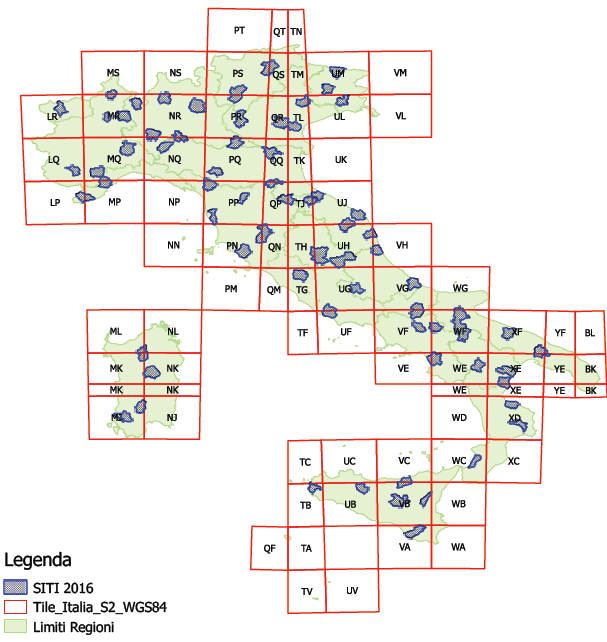 PT QT TN
MS NS PS QS TM UM VM
LR MR NR PR QR TL UL VL
LQ MQ NQ PQ QQ TK UK
LP MP NP PP QP TJ UJ
NN PN QN TH UH VH
PM QM TG UG VG WG
ML NL TF UF VF WF XF YF BL
MK NK VE WE XE YE BK
MK NK WE XE YE BK
MJ NJ WD XD
TC UC VC WC XC
TB UB VB WB
QF TA VA WA
TV UV
Legenda
SITI 2016
Tile_Italia_S2_WGS84
Limiti Regioni